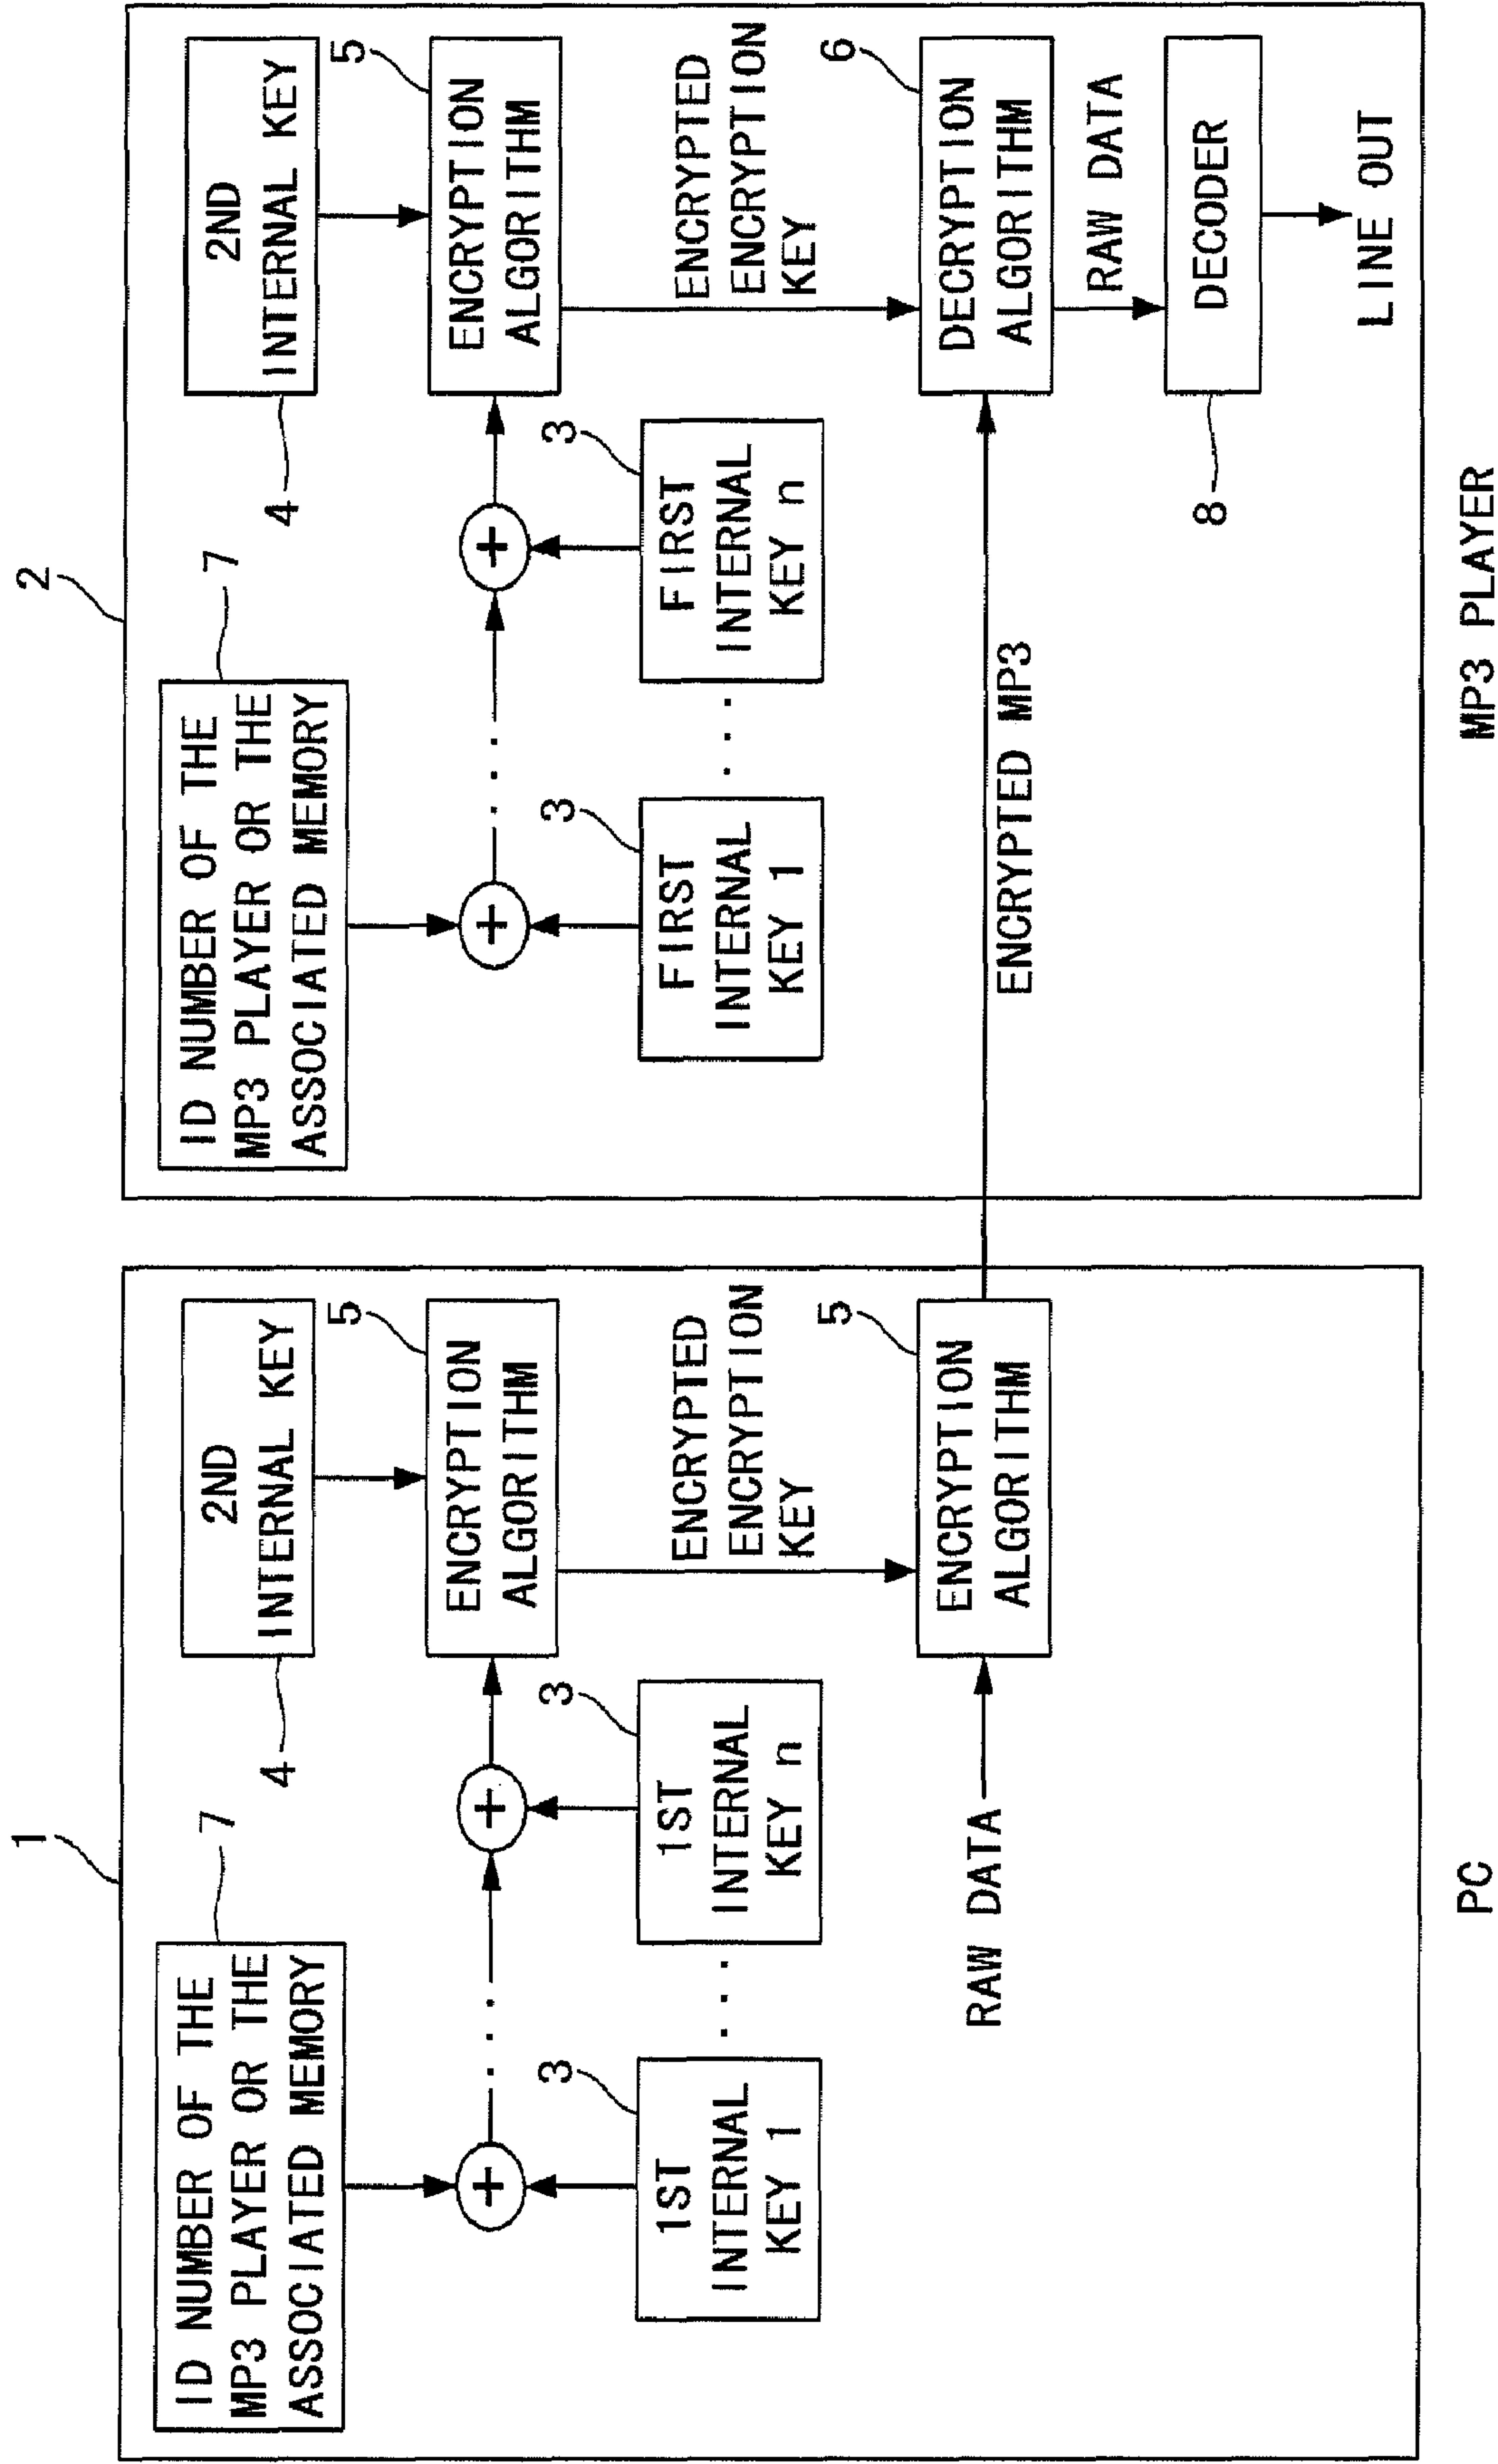 1
7
ID NUMBER OF THE
MP3 PLAYER OR THE
ASSOCIATED MEMORY
4
2ND
INTERNAL KEY
+
+
5
ENCRYPTION
ALGORITHM
3
1ST
INTERNAL
KEY 1
...
3
1ST
INTERNAL
KEY n
ENCRYPTED
ENCRYPTION
KEY
RAW DATA
5
ENCRYPTION
ALGORITHM
PC
2
7
ID NUMBER OF THE
MP3 PLAYER OR THE
ASSOCIATED MEMORY
4
2ND
INTERNAL KEY
+
+
5
ENCRYPTION
ALGORITHM
3
FIRST
INTERNAL
KEY 1
...
3
FIRST
INTERNAL
KEY n
ENCRYPTED
ENCRYPTION
KEY
ENCRYPTED MP3
6
DECRYPTION
ALGORITHM
RAW DATA
8
DECODER
LINE OUT
MP3 PLAYER